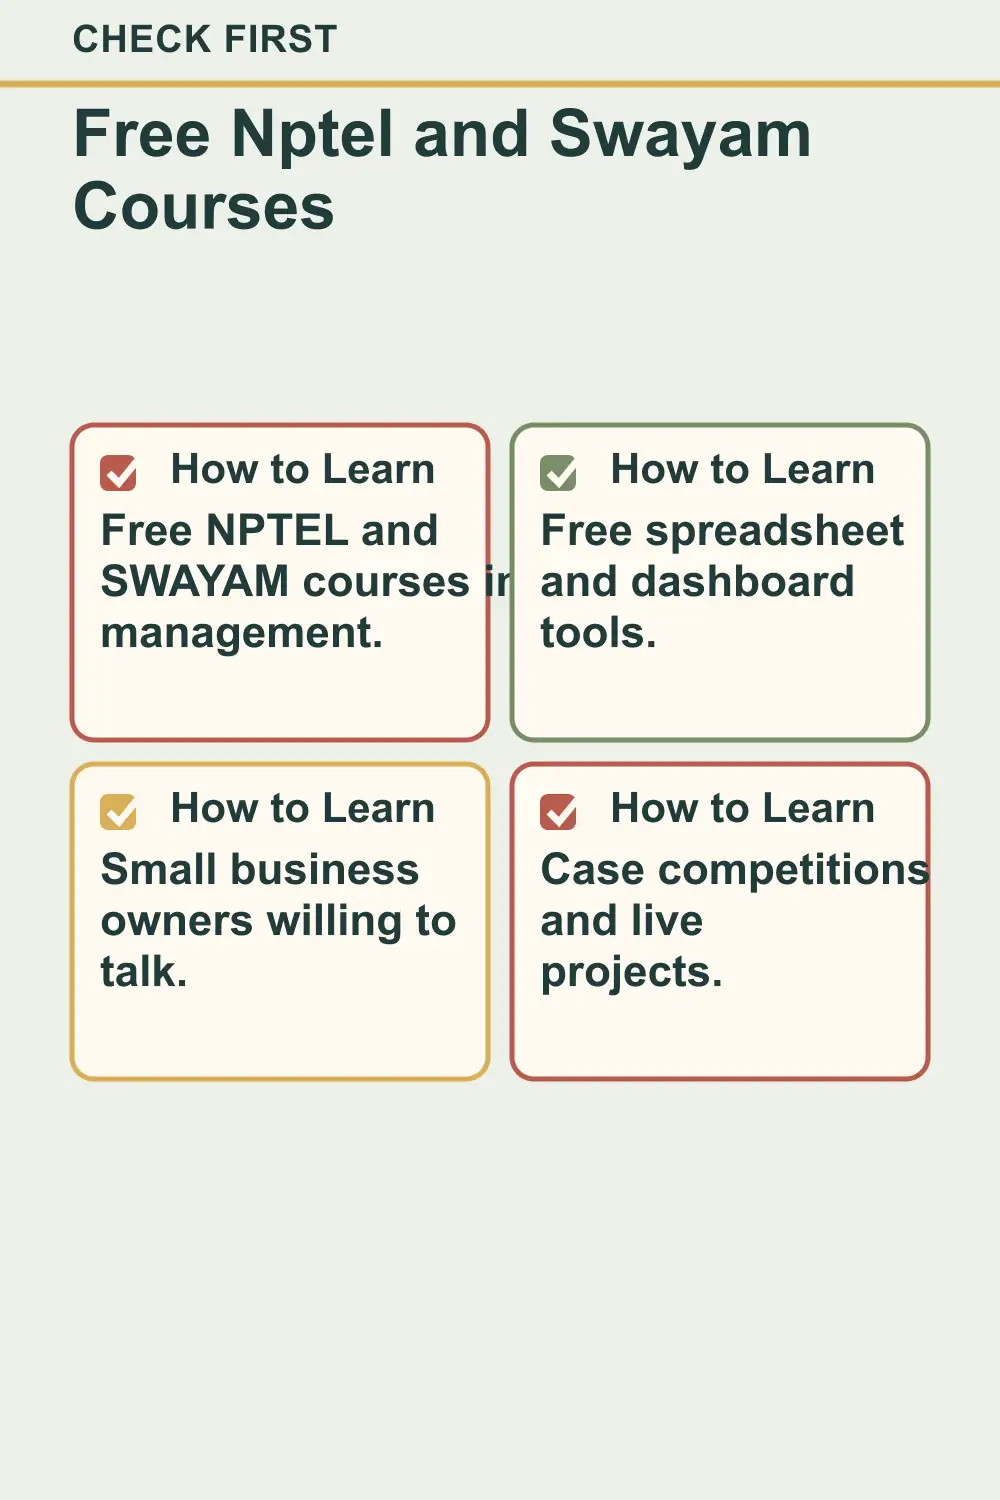 CHECK FIRST
Free Nptel and Swayam
Courses
How to Learn
Free NPTEL and
SWAYAM courses in
management.
How to Learn
Free spreadsheet
and dashboard
tools.
How to Learn
Small business
owners willing to
talk.
How to Learn
Case competitions
and live
projects.